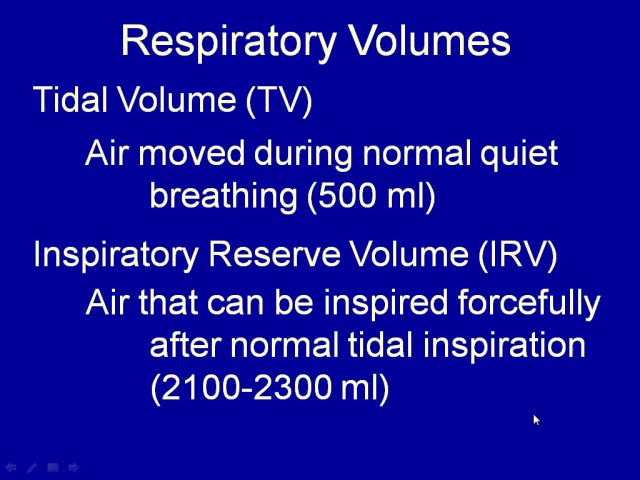 Respiratory Volumes
Tidal Volume (TV)
Air moved during normal quiet
breathing (500 ml)
Inspiratory Reserve Volume (IRV)
Air that can be inspired forcefully
after normal tidal inspiration
(2100-2300 ml)